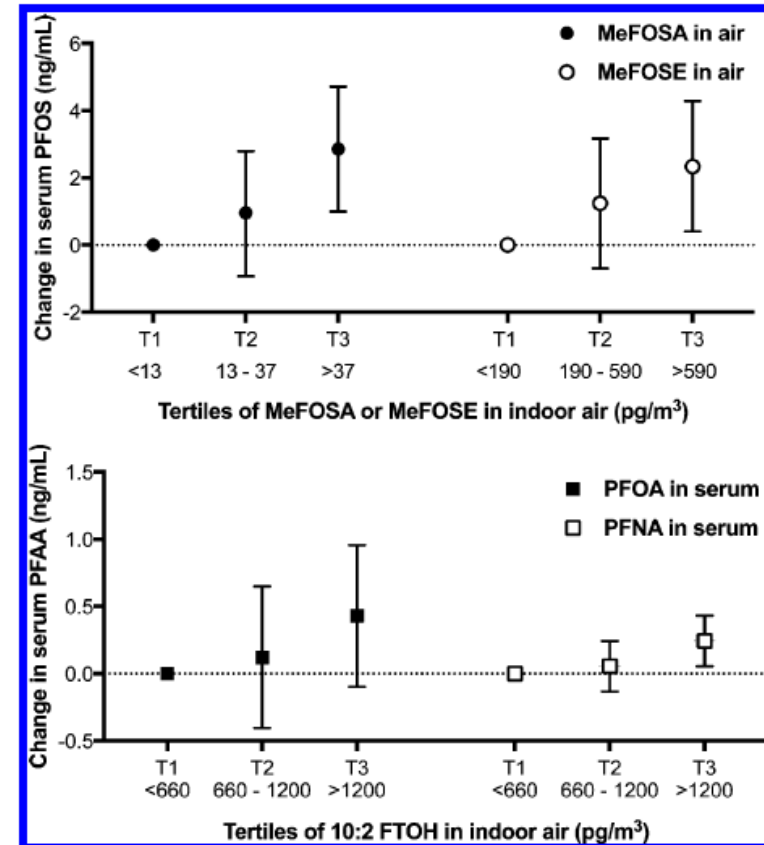 MeFOSA in air
MeFOSE in air
Change in serum PFOS (ng/mL)
6
4
2
0
-2
T1 T2 T3 T1 T2 T3
<13 13 - 37 >37 <190 190 - 590 >590
Tertiles of MeFOSA or MeFOSE in indoor air (pg/m³)
PFOA in serum
PFNA in serum
Change in serum PFAA (ng/mL)
1.5
1.0
0.5
0.0
-0.5
T1 T2 T3 T1 T2 T3
<660 660 - 1200 >1200 <660 660 - 1200 >1200
Tertiles of 10:2 FTOH in indoor air (pg/m³)